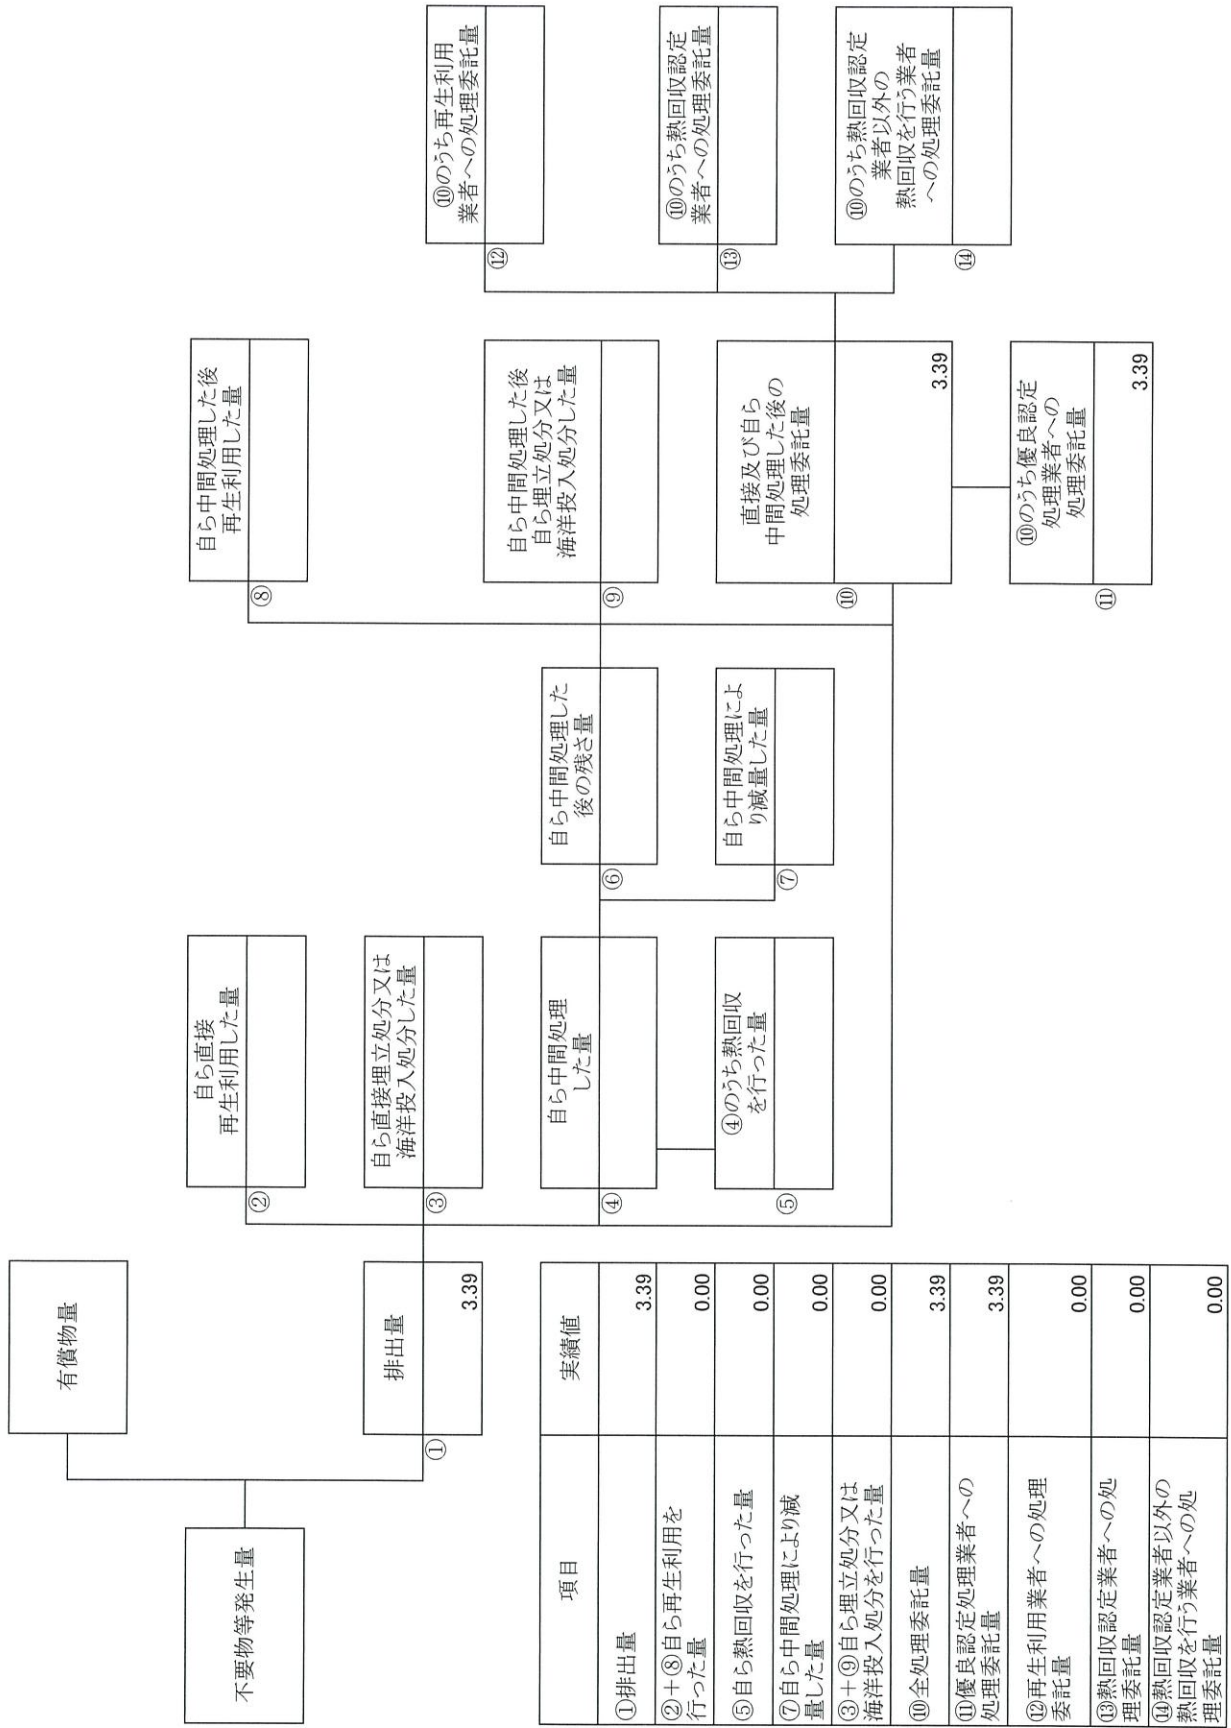 不要物等発生量
有償物量
排出量
①
3.39
自ら直接
再生利用した量
②
自ら直接埋立処分又は
海洋投入処分した量
③
自ら中間処理
した量
④
④のうち熱回収
を行った量
⑤
自ら中間処理した
後の残さ量
⑥
自ら中間処理によ
り減量した量
⑦
自ら中間処理した後
再生利用した量
⑧
自ら中間処理した後
自ら埋立処分又は
海洋投入処分した量
⑨
直接及び自ら
中間処理した後の
処理委託量
⑩
3.39
⑩のうち優良認定
処理業者への
処理委託量
⑪
3.39
⑩のうち再生利用
業者への処理委託量
⑫
⑩のうち熱回収認定
業者への処理委託量
⑬
⑩のうち熱回収認定
業者以外の
熱回収を行う業者
への処理委託量
⑭
項目 実績値
①排出量 3.39
②+⑧自ら再生利用を
行った量 0.00
⑤自ら熱回収を行った量 0.00
⑦自ら中間処理により減
量した量 0.00
③+⑨自ら埋立処分又は
海洋投入処分を行った量 0.00
⑩全処理委託量 3.39
⑪優良認定処理業者への
処理委託量 3.39
⑫再生利用業者への処理
委託量 0.00
⑬熱回収認定業者への処
理委託量 0.00
⑭熱回収認定業者以外の
熱回収を行う業者への処
理委託量 0.00